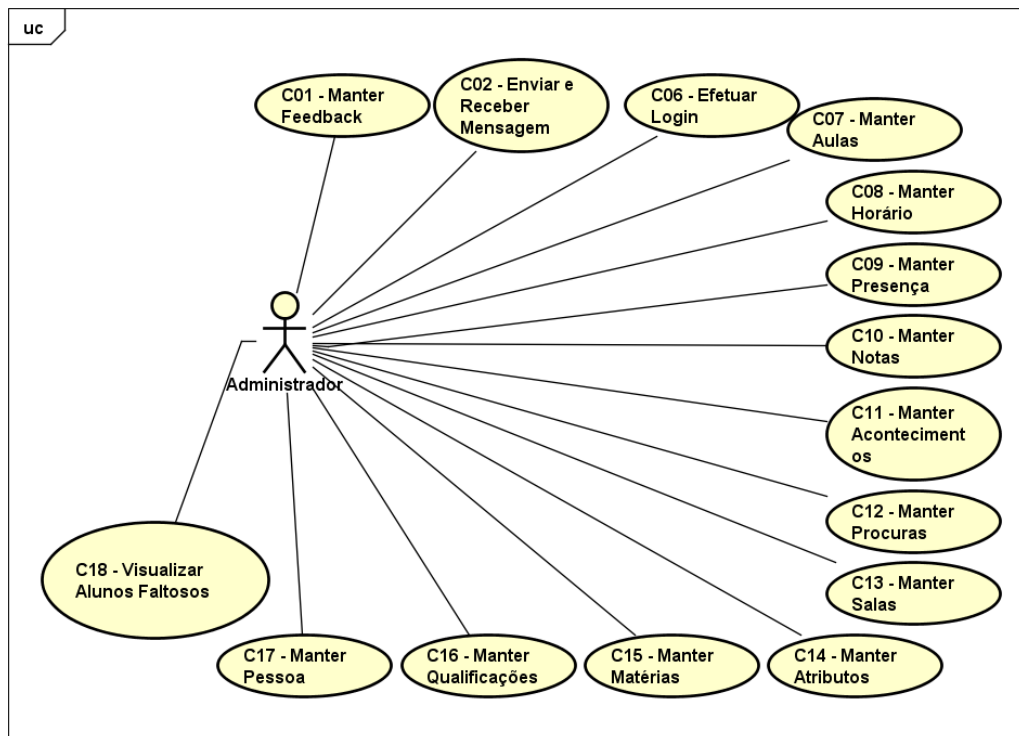 uc
C01 - Manter
Feedback
C02 - Enviar e
Receber
Mensagem
C06 - Efetuar
Login
C07 - Manter
Aulas
C08 - Manter
Horário
C09 - Manter
Presença
C10 - Manter
Notas
C11 - Manter
Aconteciment
os
C12 - Manter
Procuras
C13 - Manter
Salas
C14 - Manter
Atributos
C15 - Manter
Matérias
C16 - Manter
Qualificações
C17 - Manter
Pessoa
C18 - Visualizar
Alunos Faltosos
Administrador